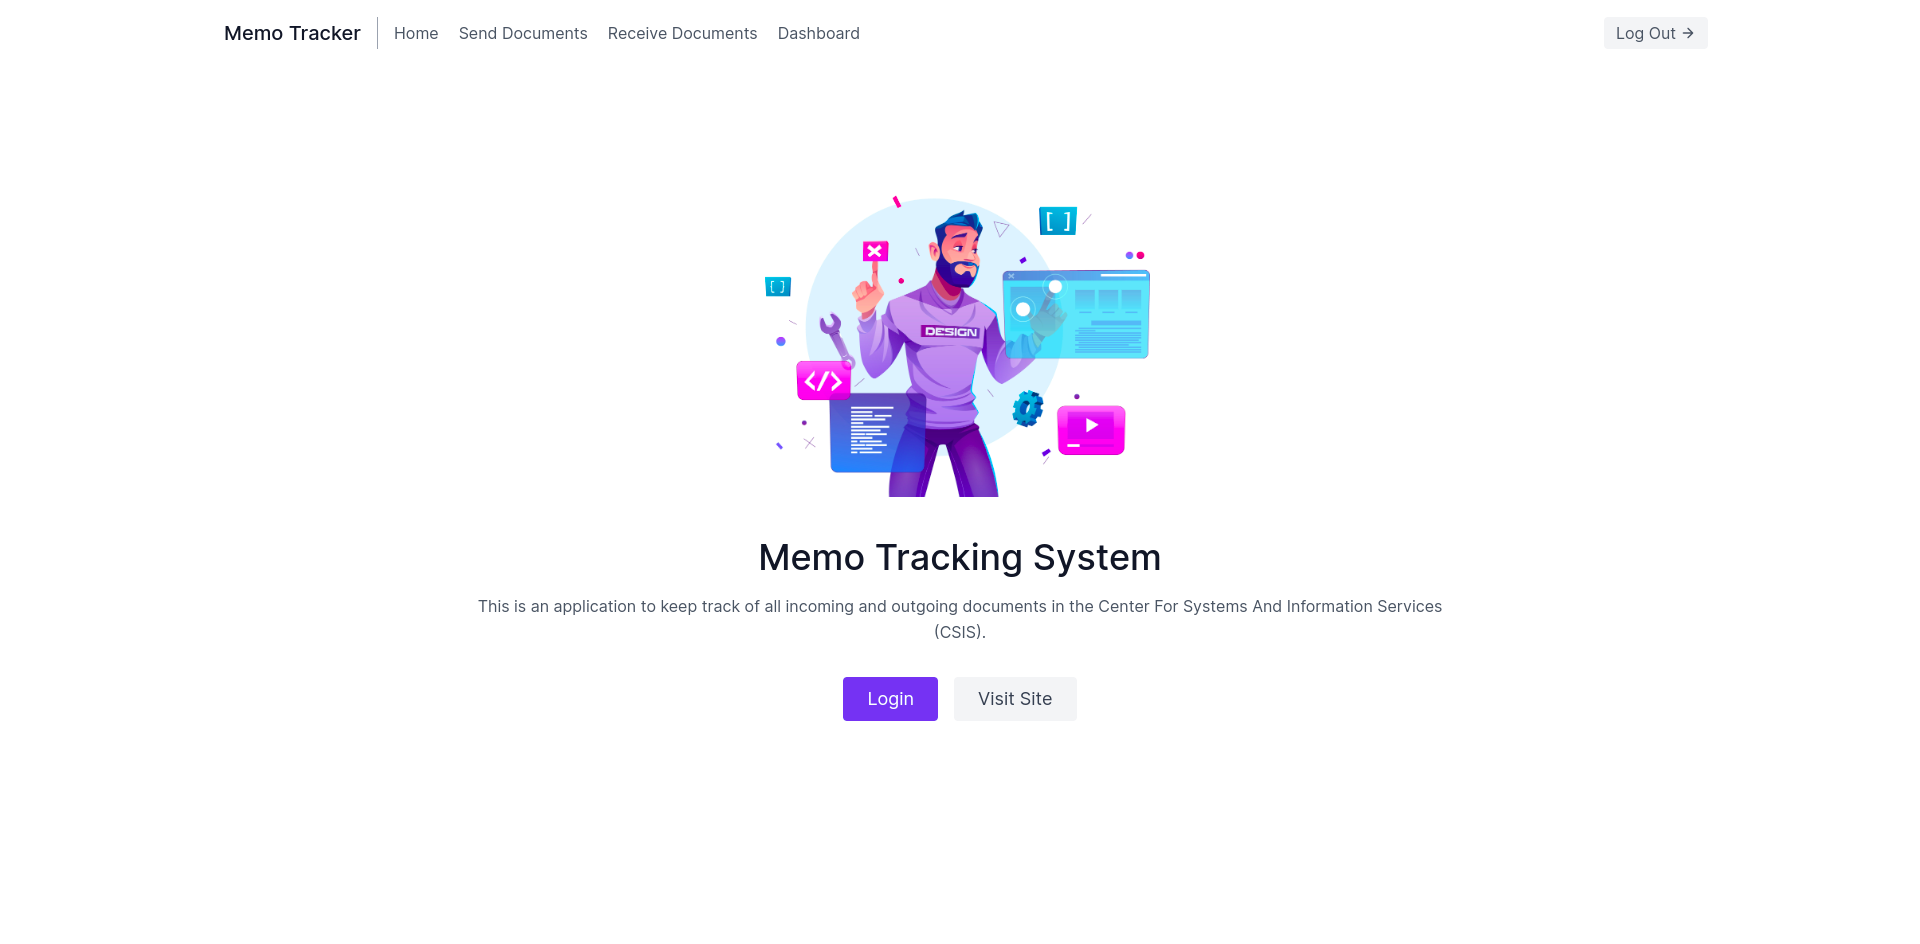 Memo Tracker
Home
Send Documents
Receive Documents
Dashboard
Log Out →
[ ]
[ ]
DESIGN
</>
Memo Tracking System
This is an application to keep track of all incoming and outgoing documents in the Center For Systems And Information Services
(CSIS).
Login
Visit Site